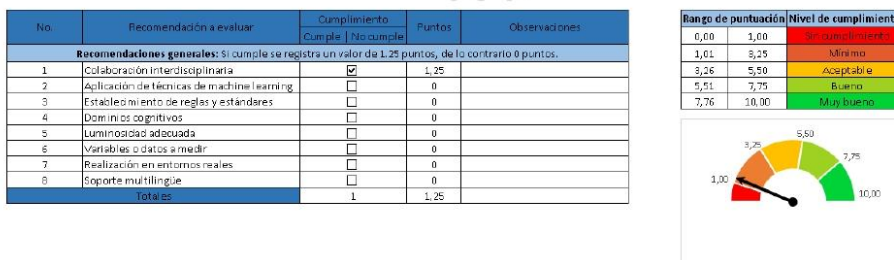 No. Recomendación a evaluar Cumplimiento Puntos Observaciones
Cumple No cumple
Recomendaciones generales: Si cumple se registra un valor de 1.25 puntos, de lo contrario 0 puntos.
1 Colaboración interdisciplinaria 1,25
2 Aplicación de técnicas de machine learning 0
3 Establecimiento de reglas y estándares 0
4 Dominios cognitivos 0
5 Luminosidad adecuada 0
6 Variables o datos a medir 0
7 Realización en entornos reales 0
8 Soporte multilingüe 0
Totales 1 1,25
Rango de puntuación Nivel de cumplimient
0,00 1,00 Sin cumplimiento
1,01 3,25 Mínimo
3,26 5,50 Aceptable
5,51 7,75 Bueno
7,76 10,00 Muy bueno
5,50
3,25
7,75
1,00
10,00